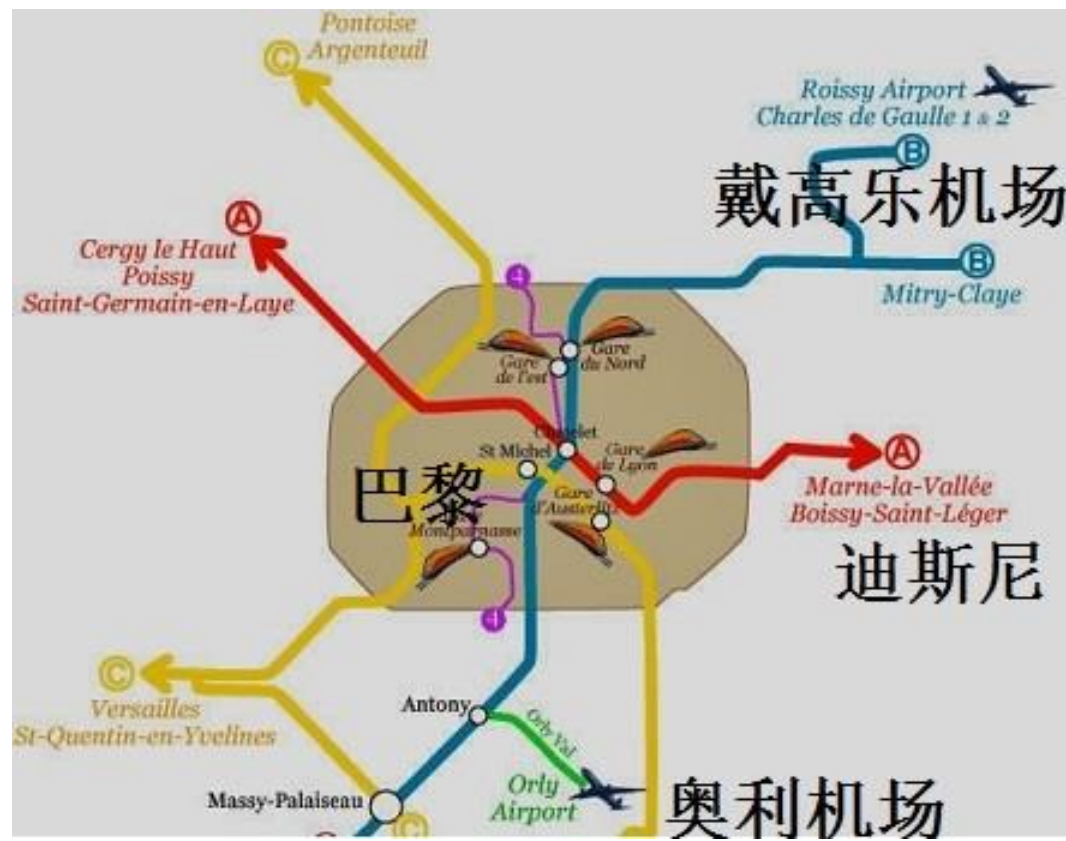 Pontoise
Argenteuil
C
Roissy Airport
Charles de Gaulle 1 & 2
B
戴高乐机场
A
Cergy le Haut
Poissy
Saint-Germain-en-Laye
B
Mitry-Claye
4
Gare
du Nord
Gare
de l'est
Chatelet
St Michel
Gare
de Lyon
A
Marne-la-Vallée
Boissy-Saint-Léger
迪斯尼
巴黎
Gare
d'Austerlitz
Montparnasse
4
C
Versailles
St-Quentin-en-Yvelines
Antony
Orly Val
Orly
Airport
奥利机场
Massy-Palaiseau
C